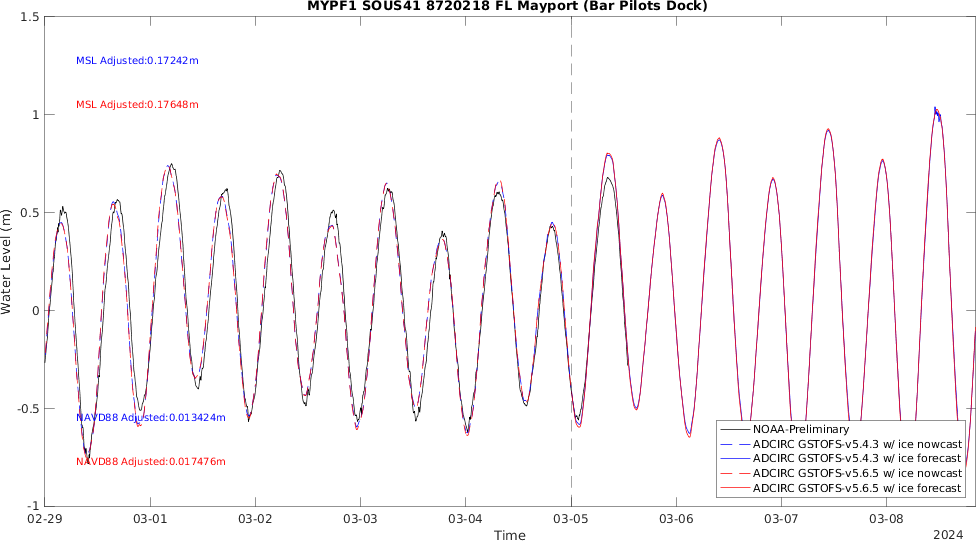 MYPF1 SOUS41 8720218 FL Mayport (Bar Pilots Dock)
1.5
1
0.5
0
-0.5
-1
Water Level (m)
MSL Adjusted:0.17242m
MSL Adjusted:0.17648m
NAVD88 Adjusted:0.013424m
NAVD88 Adjusted:0.017476m
NOAA-Preliminary
ADCIRC GSTOFS-v5.4.3 w/ ice nowcast
ADCIRC GSTOFS-v5.4.3 w/ ice forecast
ADCIRC GSTOFS-v5.6.5 w/ ice nowcast
ADCIRC GSTOFS-v5.6.5 w/ ice forecast
02-29 03-01 03-02 03-03 03-04 03-05 03-06 03-07 03-08
Time
2024